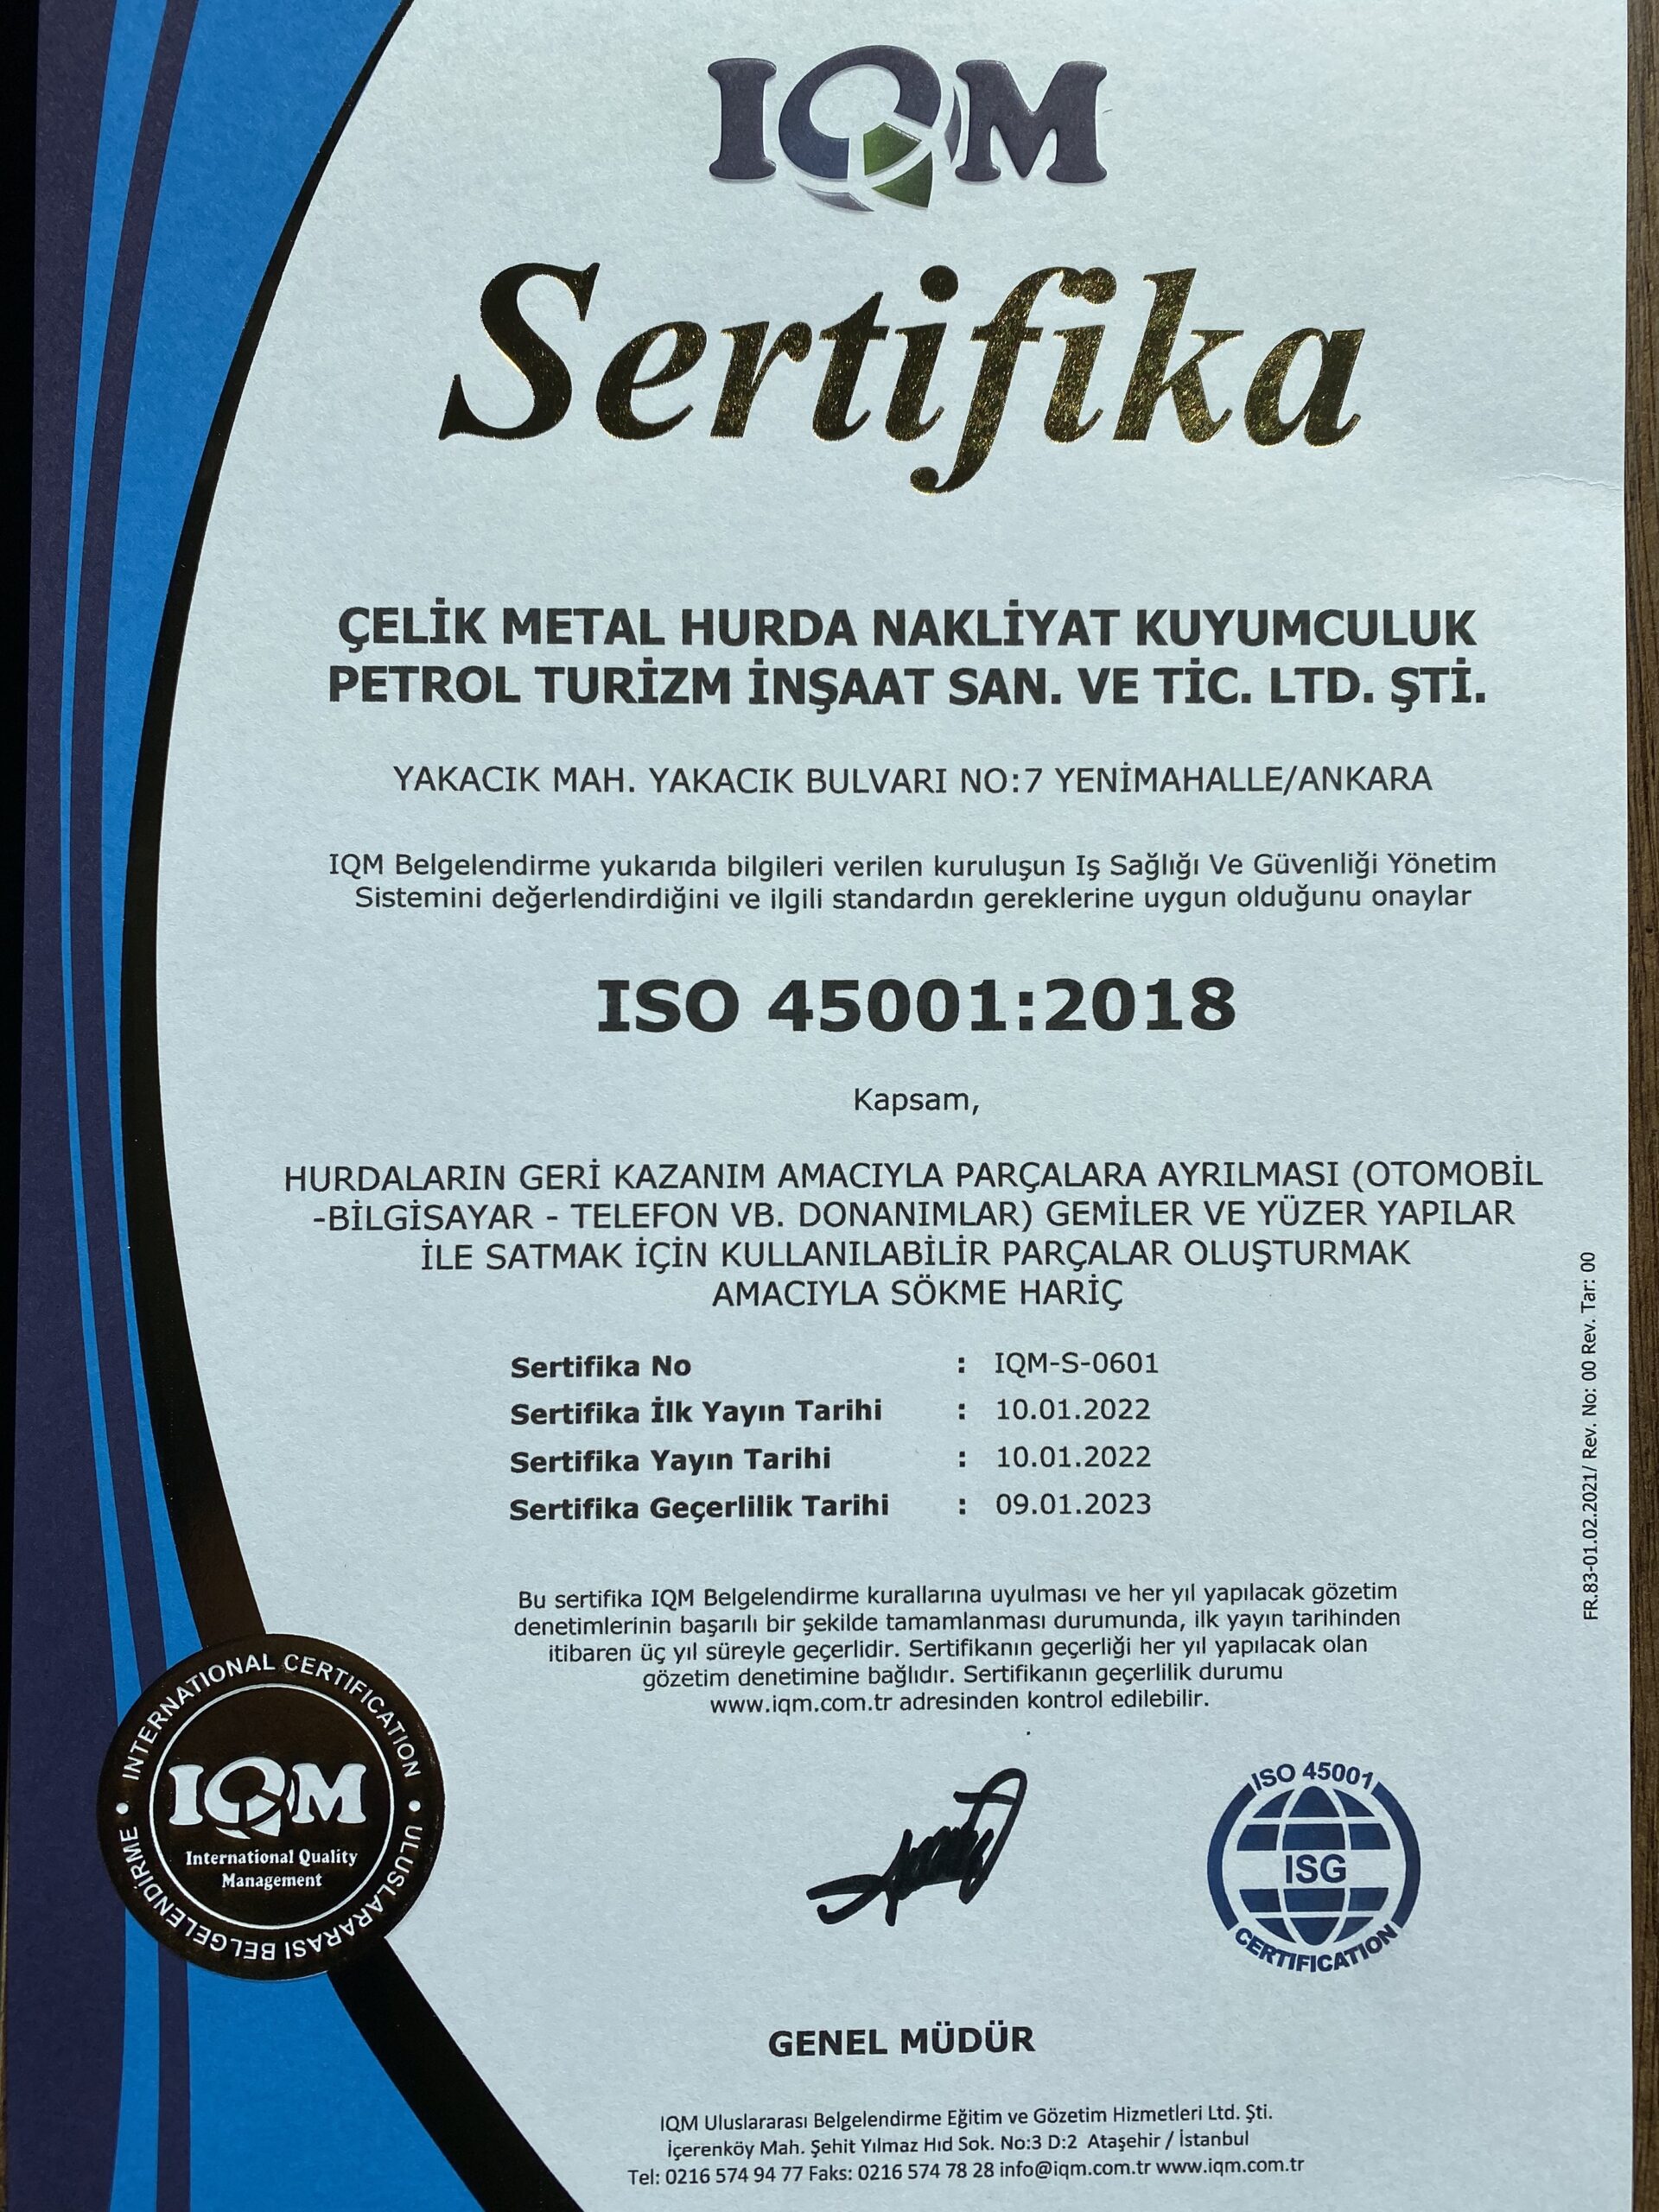 IQM
Sertifika
ÇELİK METAL HURDA NAKLİYAT KUYUMCULUK
PETROL TURİZM İNŞAAT SAN. VE TİC. LTD. ŞTİ.
YAKACIK MAH. YAKACIK BULVARI NO:7 YENİMAHALLE/ANKARA
IQM Belgelendirme yukarıda bilgileri verilen kuruluşun Iş Sağlığı Ve Güvenliği Yönetim
Sistemini değerlendirdiğini ve ilgili standardın gereklerine uygun olduğunu onaylar
ISO 45001:2018
Kapsam,
HURDALARIN GERİ KAZANIM AMACIYLA PARÇALARA AYRILMASI (OTOMOBİL
-BİLGİSAYAR - TELEFON VB. DONANIMLAR) GEMİLER VE YÜZER YAPILAR
İLE SATMAK İÇİN KULLANILABİLİR PARÇALAR OLUŞTURMAK
AMACIYLA SÖKME HARİÇ
Sertifika No : IQM-S-0601
Sertifika İlk Yayın Tarihi : 10.01.2022
Sertifika Yayın Tarihi : 10.01.2022
Sertifika Geçerlilik Tarihi : 09.01.2023
FR.83-01.02.2021/ Rev. No: 00 Rev. Tar: 00
Bu sertifika IQM Belgelendirme kurallarına uyulması ve her yıl yapılacak gözetim
denetimlerinin başarılı bir şekilde tamamlanması durumunda, ilk yayın tarihinden
itibaren üç yıl süreyle geçerlidir. Sertifikanın geçerliği her yıl yapılacak olan
gözetim denetimine bağlıdır. Sertifikanın geçerlilik durumu
www.iqm.com.tr adresinden kontrol edilebilir.
INTERNATIONAL CERTIFICATION
IQM
International Quality
Management
ULUSLARARASI BELGELENDİRME
ISO 45001
ISG
CERTIFICATION
GENEL MÜDÜR
IQM Uluslararası Belgelendirme Eğitim ve Gözetim Hizmetleri Ltd. Şti.
İçerenköy Mah. Şehit Yılmaz Hıd Sok. No:3 D:2 Ataşehir / İstanbul
Tel: 0216 574 94 77 Faks: 0216 574 78 28 info@iqm.com.tr www.iqm.com.tr